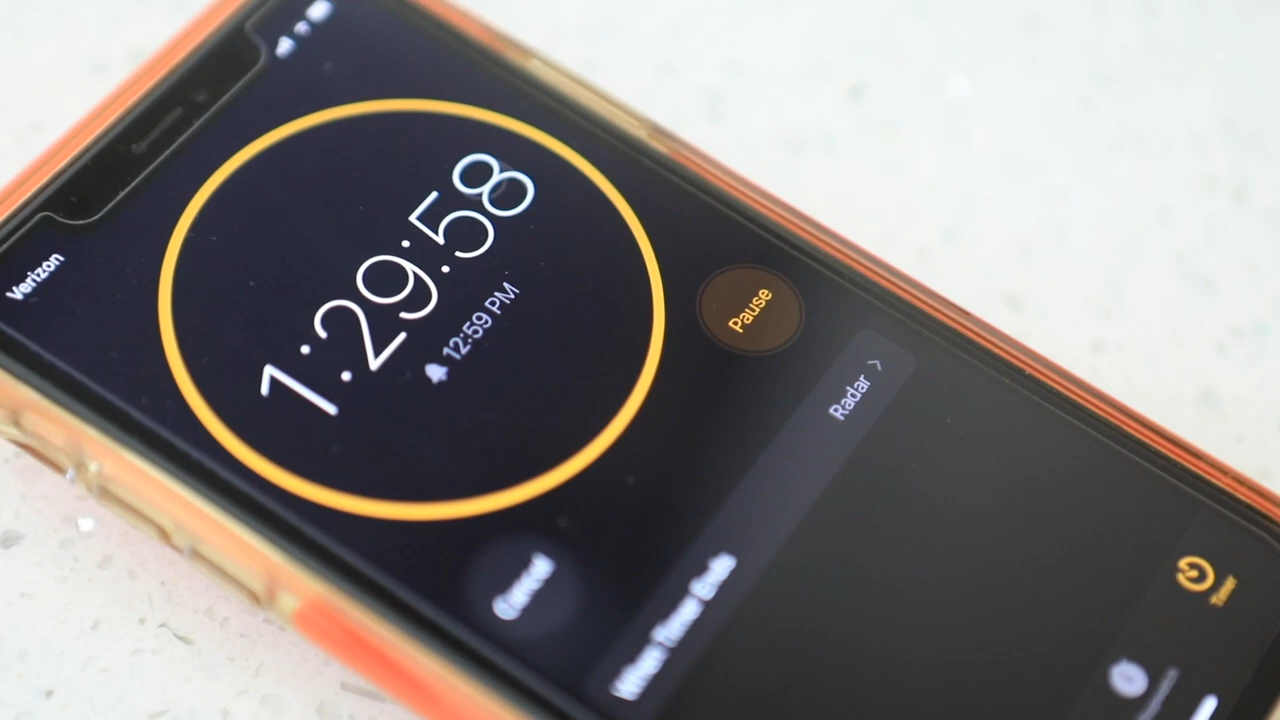 Verizon
1:29:58
12:59 PM
Cancel
Pause
When Timer Ends
Radar
Timer